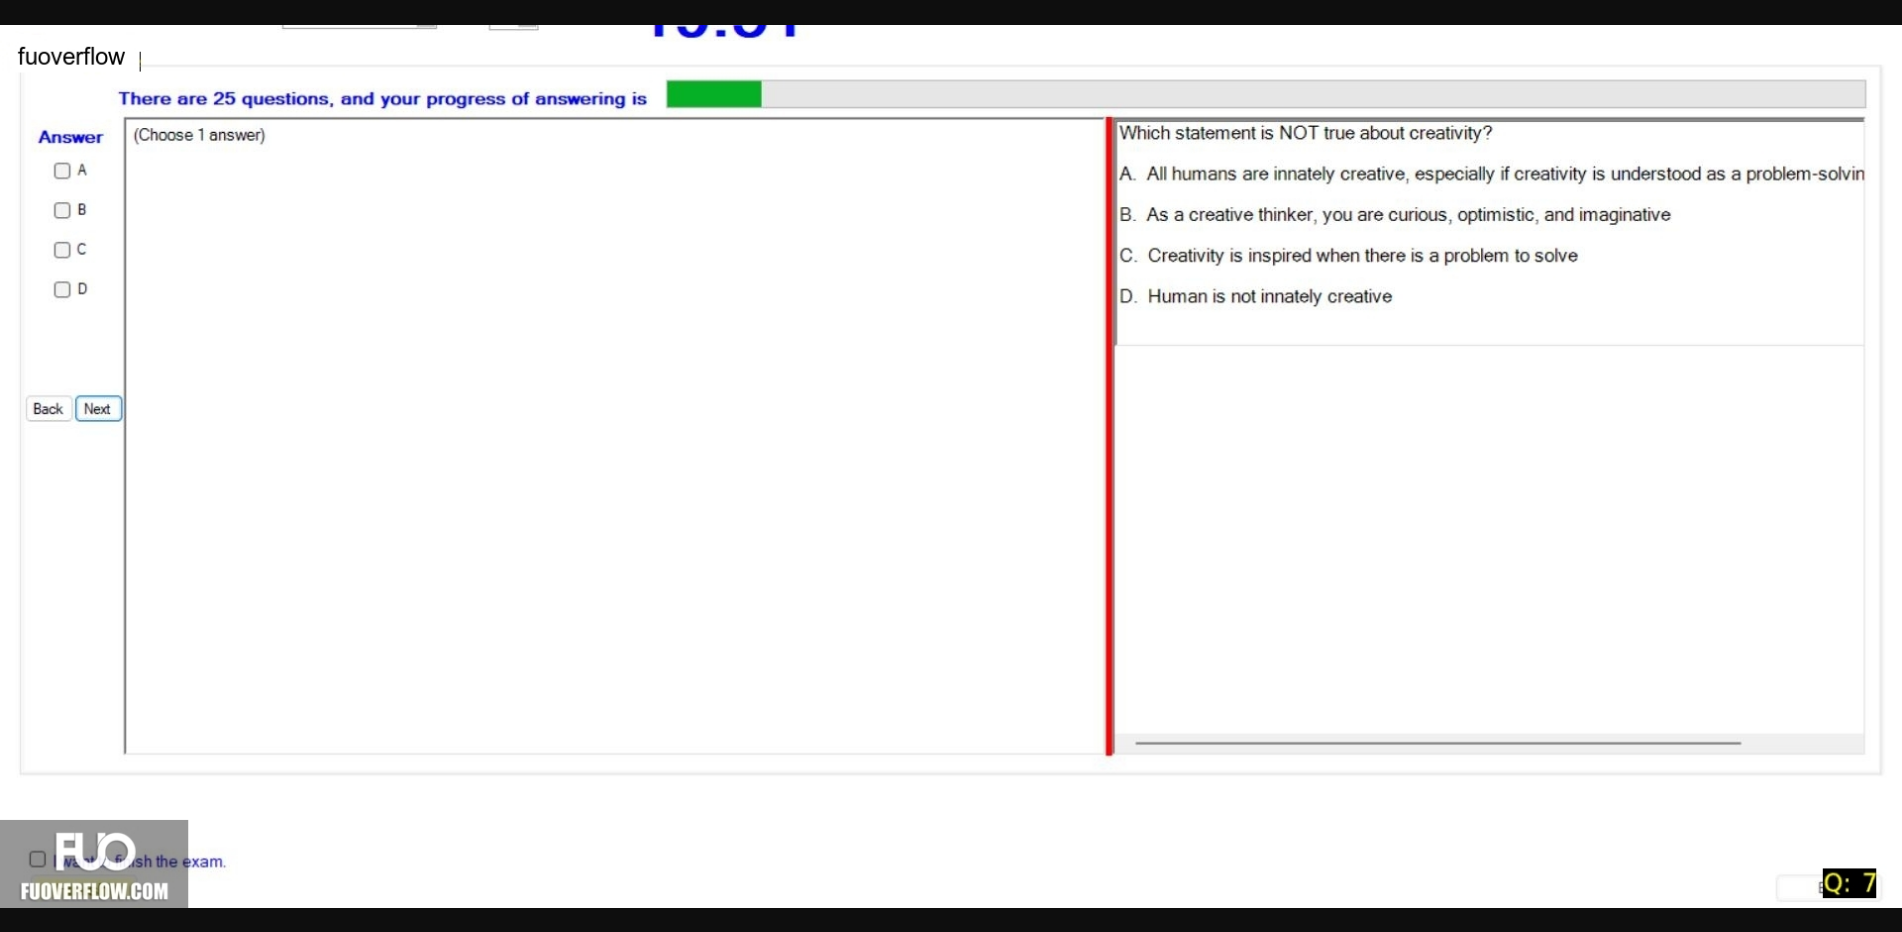 fuoverflow
There are 25 questions, and your progress of answering is
Answer
(Choose 1 answer)
A
B
C
D
Back Next
Which statement is NOT true about creativity?
A. All humans are innately creative, especially if creativity is understood as a problem-solvin
B. As a creative thinker, you are curious, optimistic, and imaginative
C. Creativity is inspired when there is a problem to solve
D. Human is not innately creative
FUO
the exam.
FUOVERFLOW.COM
Q: 7